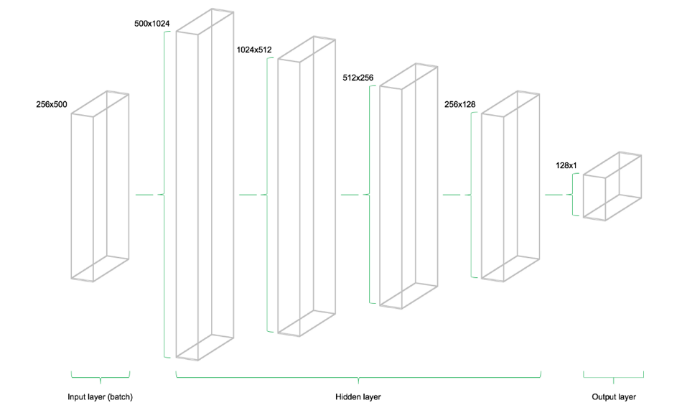 500x1024
1024x512
512x256
256x500
256x128
128x1
Input layer (batch)
Hidden layer
Output layer